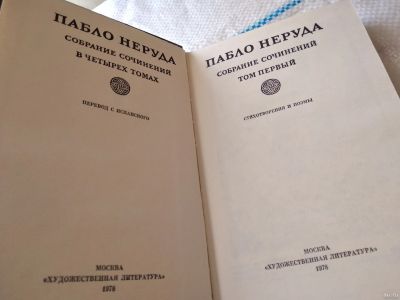 ПАБЛО НЕРУДА
СОБРАНИЕ СОЧИНЕНИЙ
В ЧЕТЫРЕХ ТОМАХ
ПЕРЕВОД С ИСПАНСКОГО
МОСКВА
«ХУДОЖЕСТВЕННАЯ ЛИТЕРАТУРА»
1978
ПАБЛО НЕРУДА
СОБРАНИЕ СОЧИНЕНИЙ
ТОМ ПЕРВЫЙ
СТИХОТВОРЕНИЯ И ПОЭМЫ
МОСКВА
«ХУДОЖЕСТВЕННАЯ ЛИТЕРАТУРА»
1978